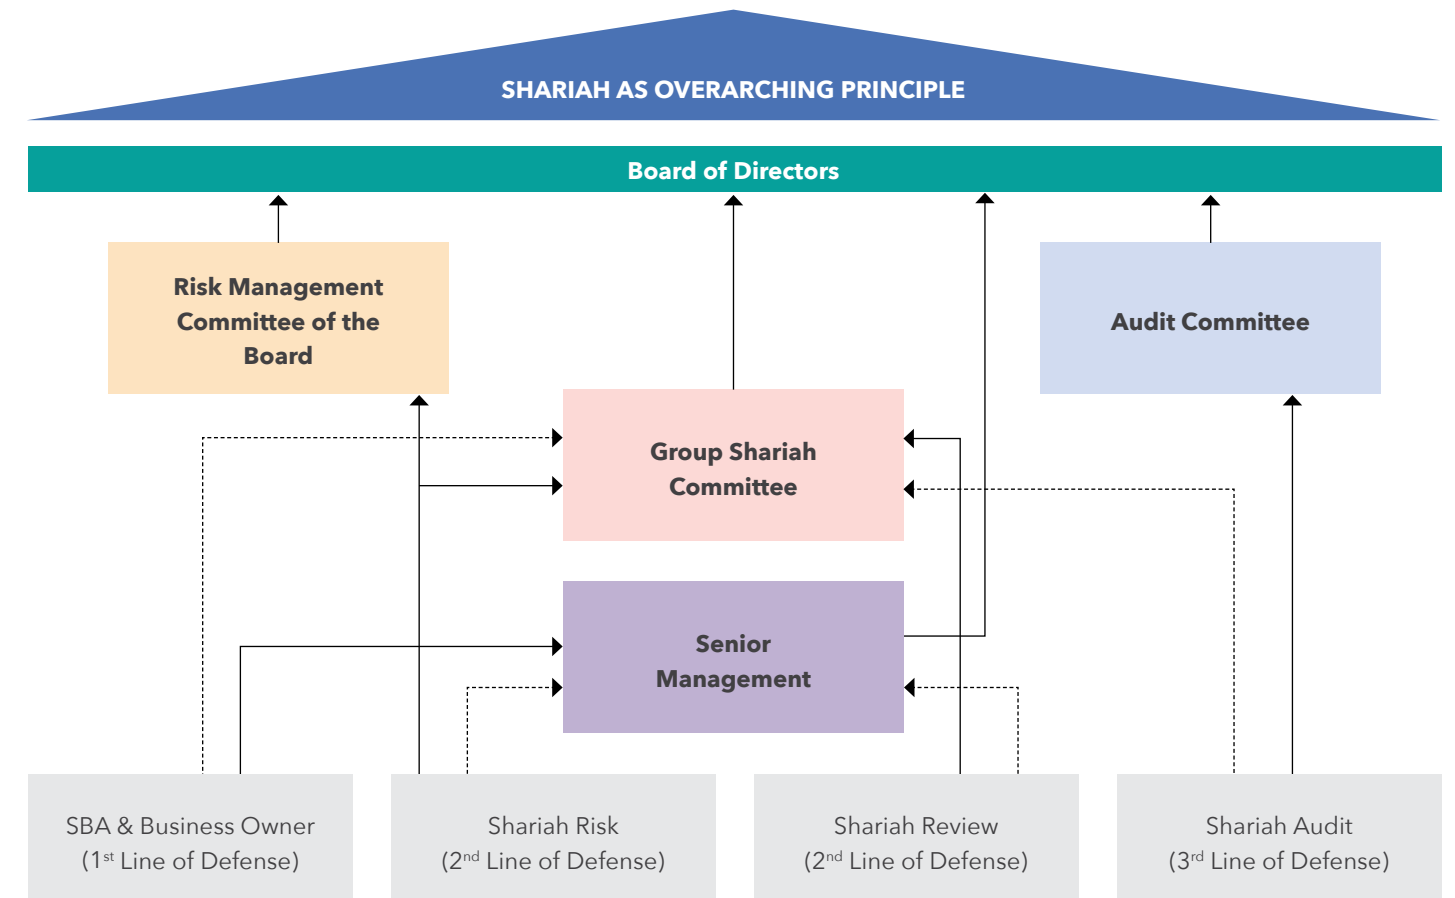 SHARIAH AS OVERARCHING PRINCIPLE
Board of Directors
Risk Management
Committee of the
Board
Audit Committee
Group Shariah
Committee
Senior
Management
SBA & Business Owner
(1st Line of Defense)
Shariah Risk
(2nd Line of Defense)
Shariah Review
(2nd Line of Defense)
Shariah Audit
(3rd Line of Defense)